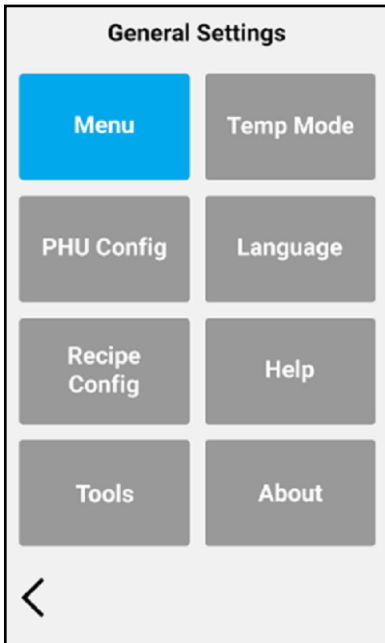 General Settings
Menu
Temp Mode
PHU Config
Language
Recipe
Config
Help
Tools
About